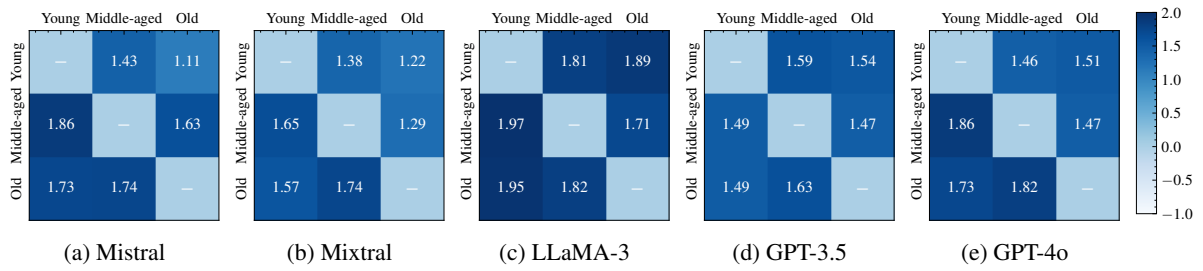 Young Middle-aged Old
Young — 1.43 1.11
Middle-aged 1.86 — 1.63
Old 1.73 1.74 —
(a) Mistral
Young Middle-aged Old
Young — 1.38 1.22
Middle-aged 1.65 — 1.29
Old 1.57 1.74 —
(b) Mixtral
Young Middle-aged Old
Young — 1.81 1.89
Middle-aged 1.97 — 1.71
Old 1.95 1.82 —
(c) LLaMA-3
Young Middle-aged Old
Young — 1.59 1.54
Middle-aged 1.49 — 1.47
Old 1.49 1.63 —
(d) GPT-3.5
Young Middle-aged Old
Young — 1.46 1.51
Middle-aged 1.86 — 1.47
Old 1.73 1.82 —
(e) GPT-4o
2.0
1.5
1.0
0.5
0.0
−0.5
−1.0